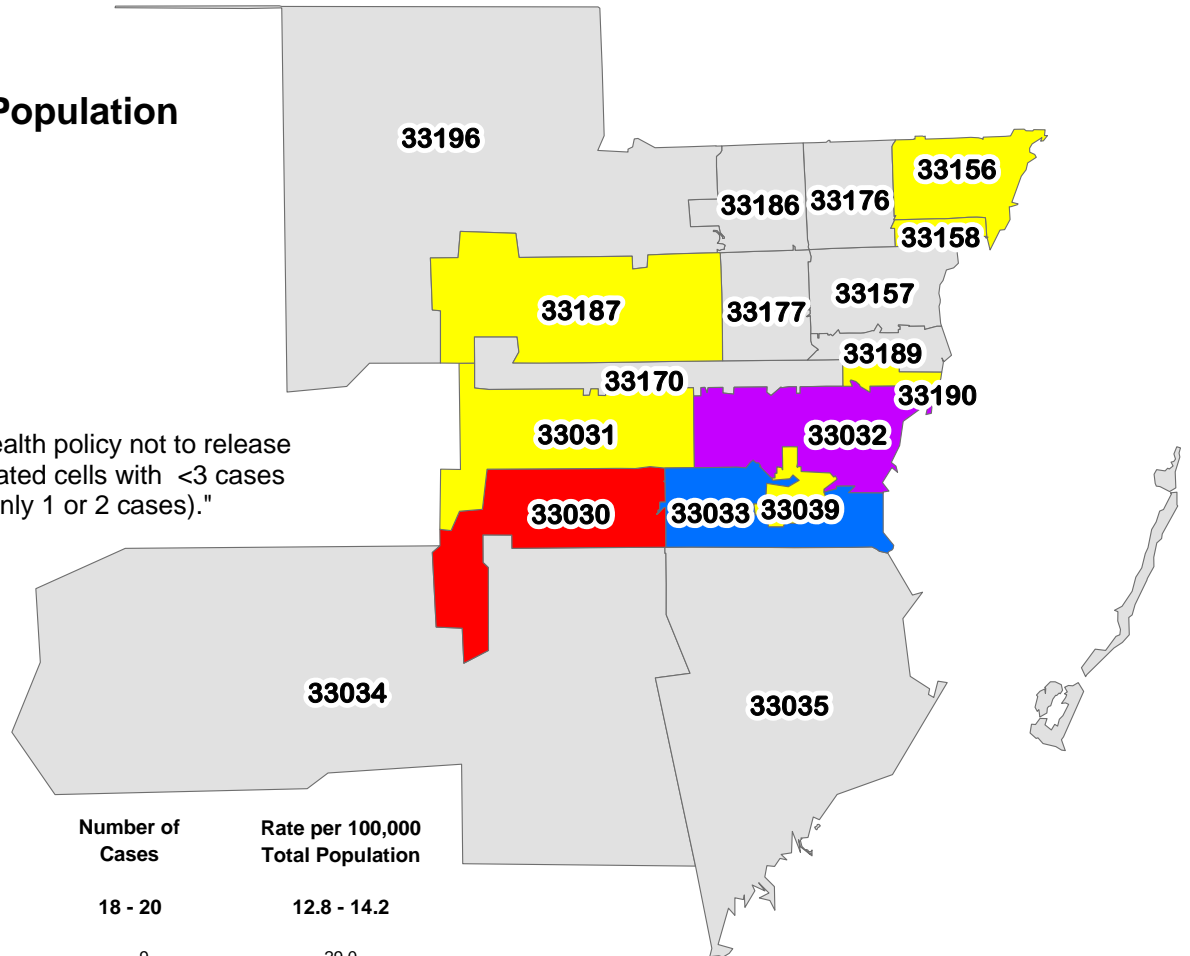 Population
33196
33156
33186
33176
33158
33187
33177
33157
33189
33170
33190
33031
33032
ealth policy not to release
ated cells with <3 cases
nly 1 or 2 cases)."
33030
33033
33039
33034
33035
Number of
Cases
Rate per 100,000
Total Population
18 - 20
12.8 - 14.2